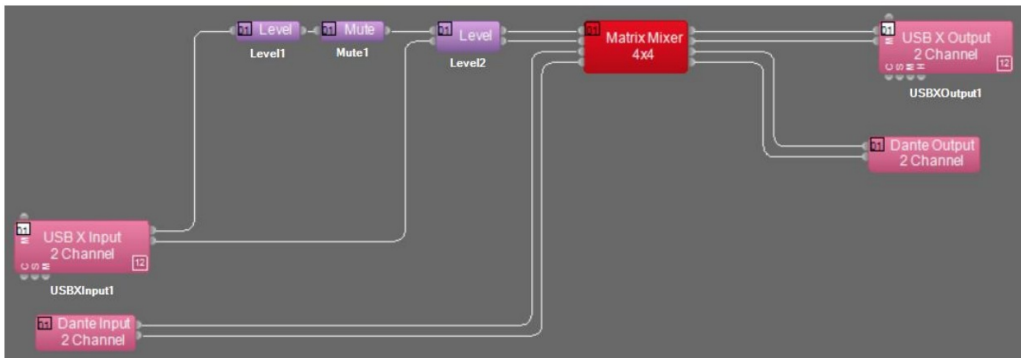 Level
Level1
Mute
Mute1
Level
Level2
Matrix Mixer
4x4
USB X Output
2 Channel
M
C S M H
12
USBXOutput1
Dante Output
2 Channel
USB X Input
2 Channel
M
C S M
12
USBXInput1
Dante Input
2 Channel